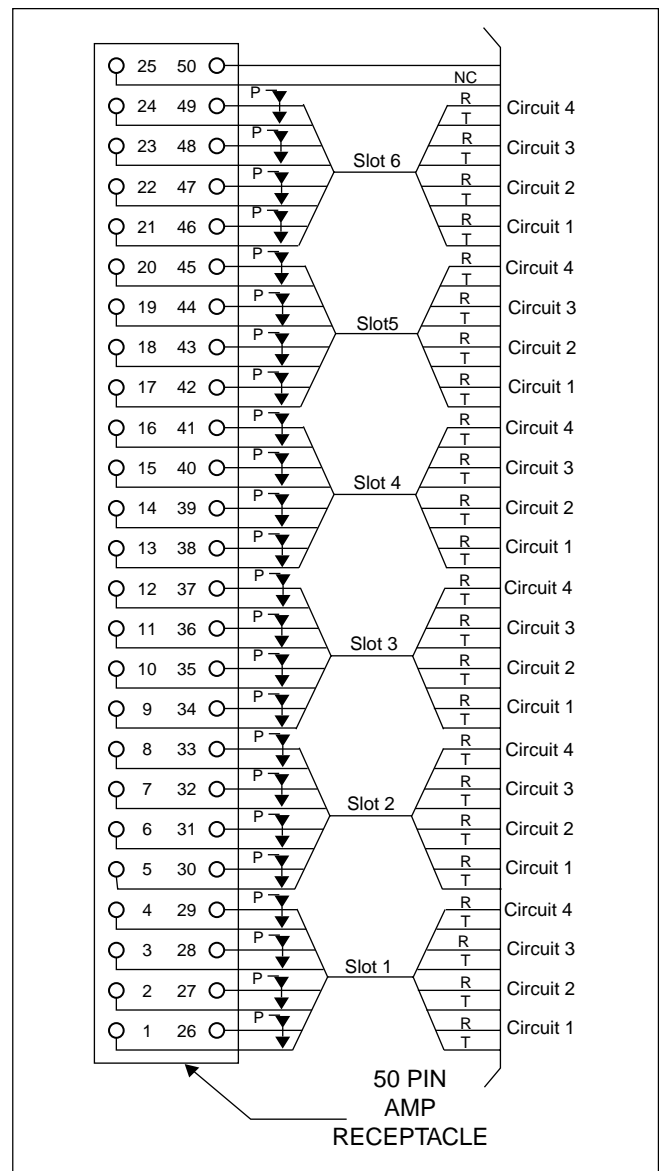 25 50
NC
24 49 P R Circuit 4
T
23 48 P R Circuit 3
T
Slot 6
22 47 P R Circuit 2
T
21 46 P R Circuit 1
T
20 45 P R Circuit 4
T
19 44 P R Circuit 3
T
Slot5
18 43 P R Circuit 2
T
17 42 P R Circuit 1
T
16 41 P R Circuit 4
T
15 40 P R Circuit 3
T
Slot 4
14 39 P R Circuit 2
T
13 38 P R Circuit 1
T
12 37 P R Circuit 4
T
11 36 P R Circuit 3
T
Slot 3
10 35 P R Circuit 2
T
9 34 P R Circuit 1
T
8 33 P R Circuit 4
T
7 32 P R Circuit 3
T
Slot 2
6 31 P R Circuit 2
T
5 30 P R Circuit 1
T
4 29 P R Circuit 4
T
3 28 P R Circuit 3
T
Slot 1
2 27 P R Circuit 2
T
1 26 P R Circuit 1
T
50 PIN
AMP
RECEPTACLE